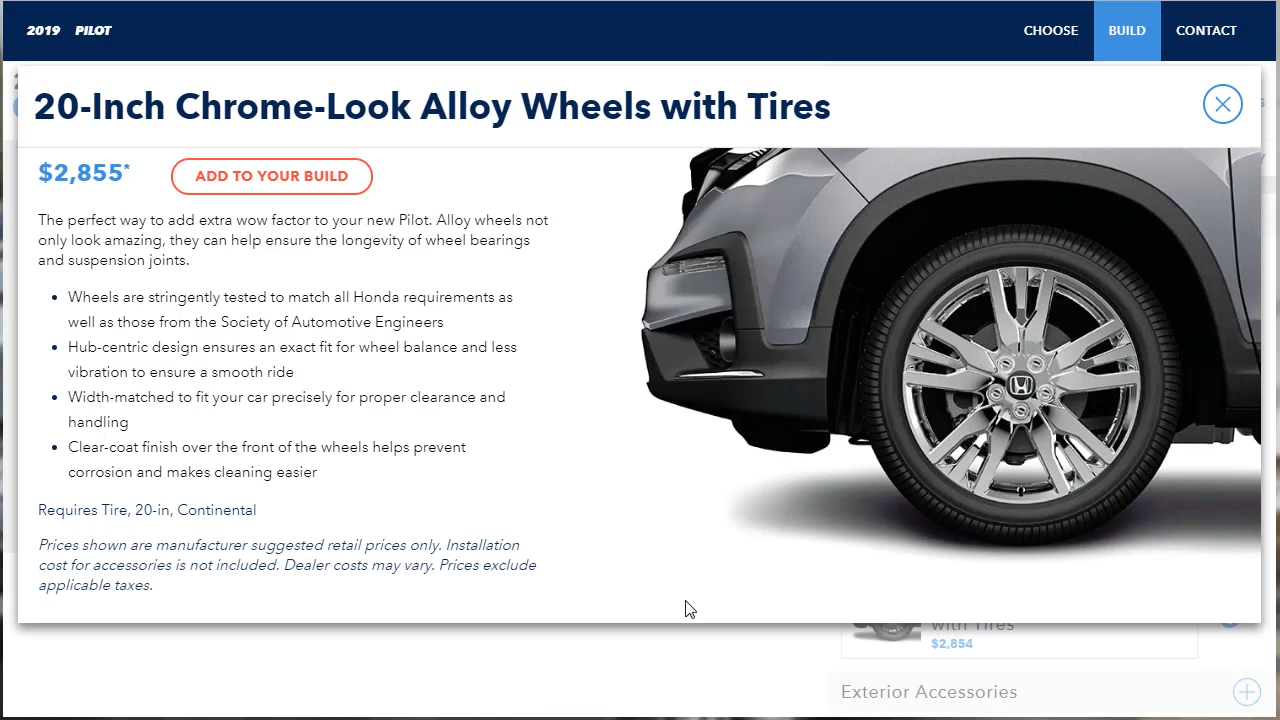 2019 PILOT
CHOOSE
BUILD
CONTACT
20-Inch Chrome-Look Alloy Wheels with Tires
$2,855*
ADD TO YOUR BUILD
The perfect way to add extra wow factor to your new Pilot. Alloy wheels not
only look amazing, they can help ensure the longevity of wheel bearings
and suspension joints.
• Wheels are stringently tested to match all Honda requirements as
well as those from the Society of Automotive Engineers
• Hub-centric design ensures an exact fit for wheel balance and less
vibration to ensure a smooth ride
• Width-matched to fit your car precisely for proper clearance and
handling
• Clear-coat finish over the front of the wheels helps prevent
corrosion and makes cleaning easier
Requires Tire, 20-in, Continental
Prices shown are manufacturer suggested retail prices only. Installation
cost for accessories is not included. Dealer costs may vary. Prices exclude
applicable taxes.
with Tires
$2,854
Exterior Accessories